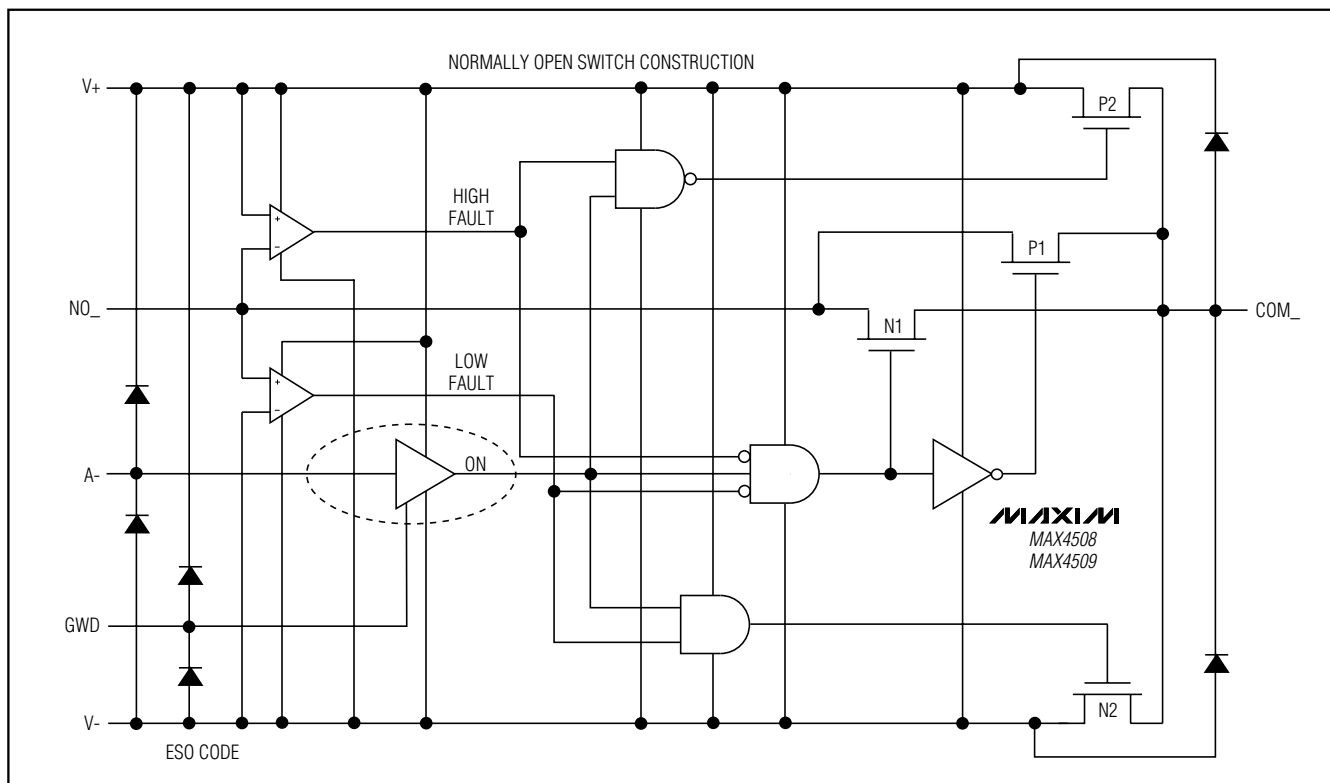 NORMALLY OPEN SWITCH CONSTRUCTION
V+
P2
+
-
HIGH
FAULT
P1
NO_
COM_
N1
+
-
LOW
FAULT
A-
ON
MAXIM
MAX4508
MAX4509
GWD
N2
V-
ESO CODE